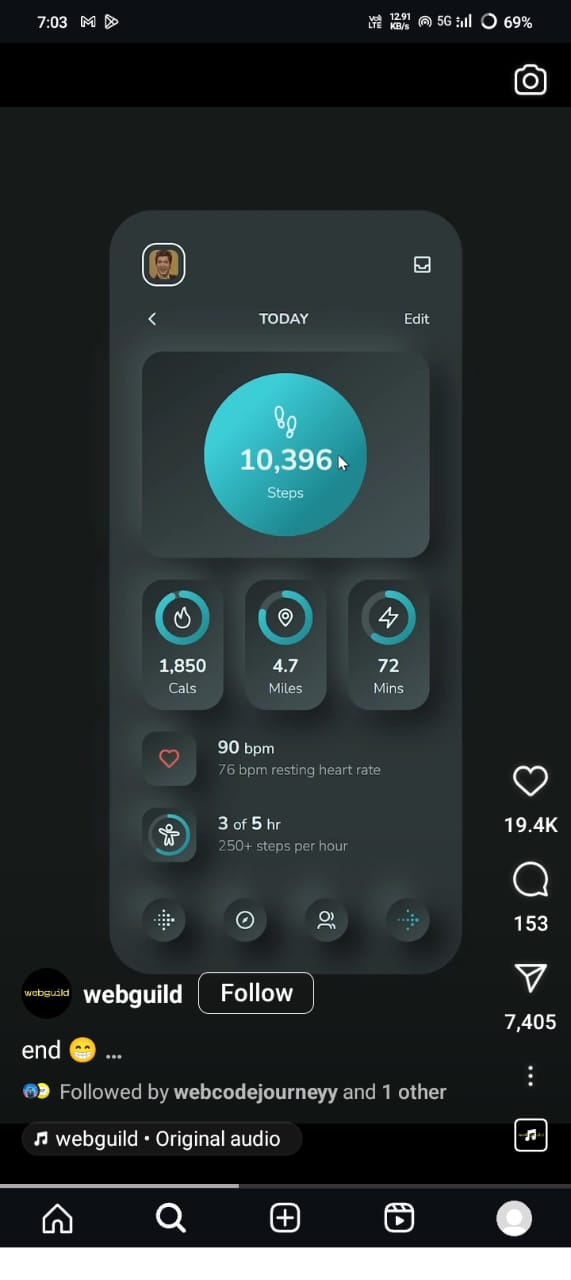 7:03
Vo) LTE 12.91 KB/s 5G 69%
TODAY Edit
10,396
Steps
1,850 4.7 72
Cals Miles Mins
90 bpm
76 bpm resting heart rate
3 of 5 hr
250+ steps per hour
19.4K
153
7,405
webguild webguild Follow
end 😁 ...
Followed by webcodejourneyy and 1 other
webguild • Original audio